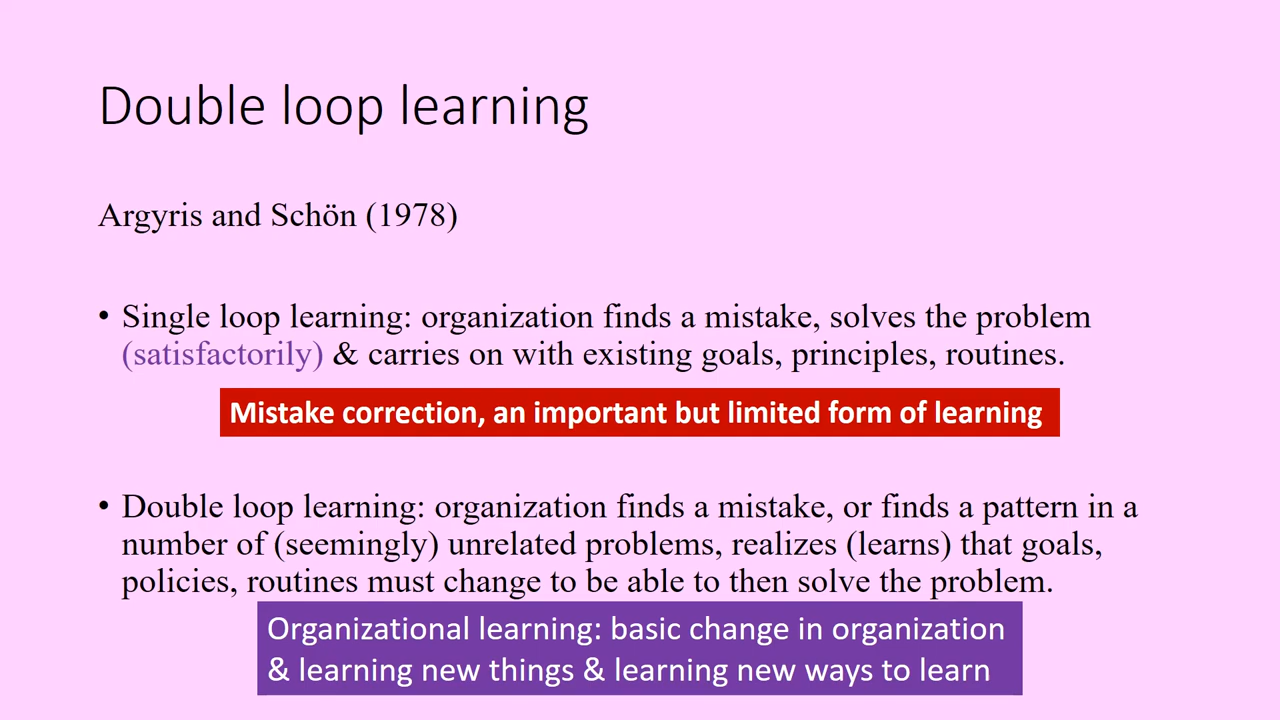 Double loop learning
Argyris and Schön (1978)
• Single loop learning: organization finds a mistake, solves the problem
(satisfactorily) & carries on with existing goals, principles, routines.
Mistake correction, an important but limited form of learning
• Double loop learning: organization finds a mistake, or finds a pattern in a
number of (seemingly) unrelated problems, realizes (learns) that goals,
policies, routines must change to be able to then solve the problem.
Organizational learning: basic change in organization
& learning new things & learning new ways to learn